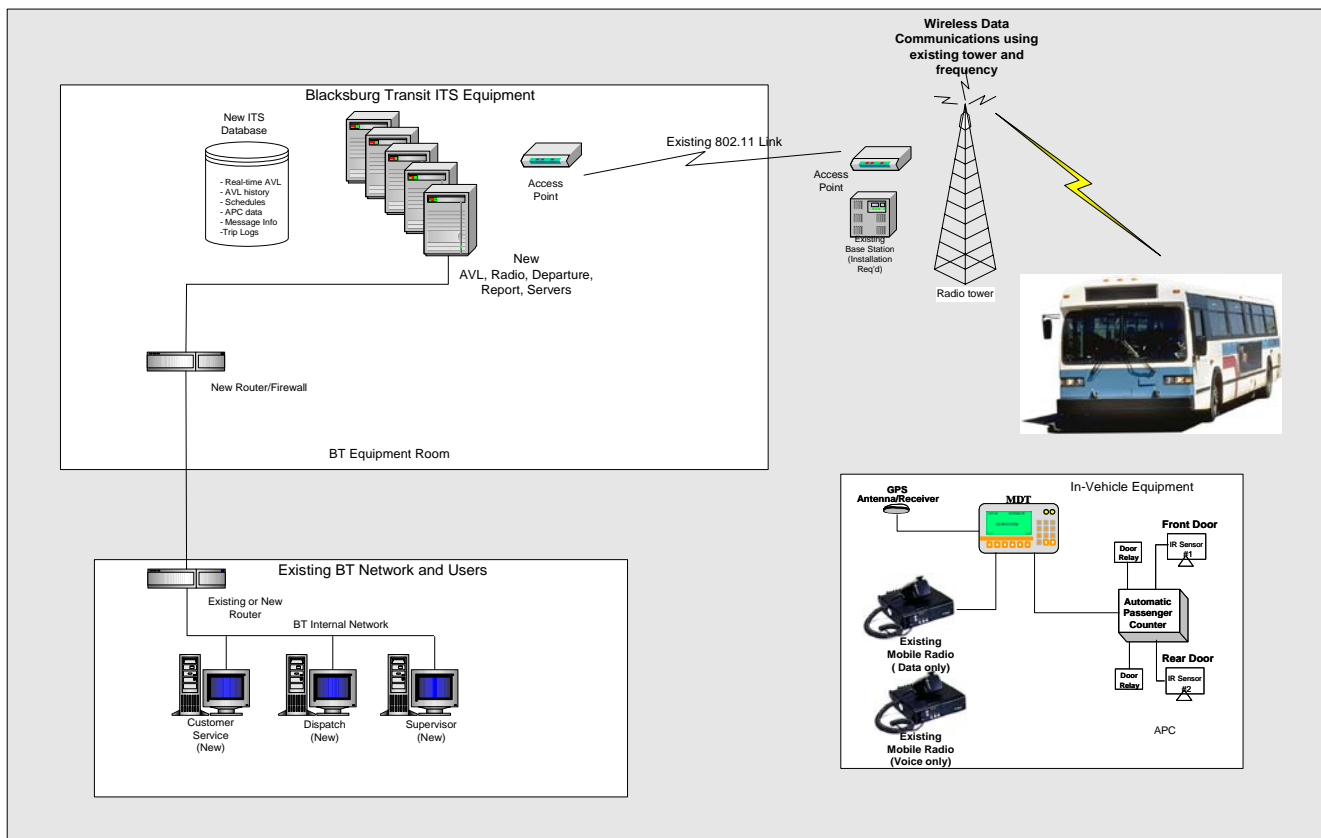 Wireless Data
Communications using
existing tower and
frequency
Blacksburg Transit ITS Equipment
New ITS
Database
- Real-time AVL
- AVL history
- Schedules
- APC data
- Message Info
-Trip Logs
Existing 802.11 Link
Access
Point
Access
Point
Existing
Base Station
(Installation
Req'd)
Radio tower
New
AVL, Radio, Departure,
Report, Servers
New Router/Firewall
BT Equipment Room
In-Vehicle Equipment
GPS
Antenna/Receiver
MDT
Front Door
IR Sensor
#1
Door
Relay
Automatic
Passenger
Counter
Existing
Mobile Radio
( Data only)
Rear Door
Door
Relay
IR Sensor
#2
APC
Existing
Mobile Radio
(Voice only)
Existing BT Network and Users
Existing or New
Router
BT Internal Network
Customer
Service
(New)
Dispatch
(New)
Supervisor
(New)